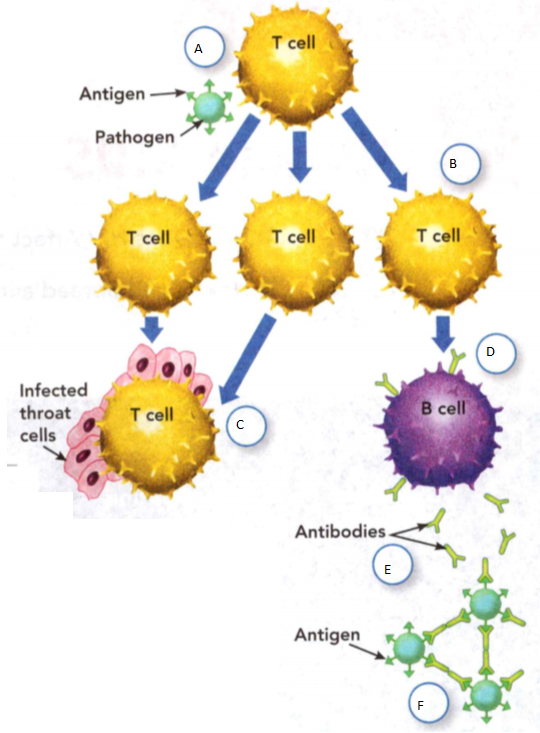 A
T cell
Antigen
Pathogen
B
T cell
T cell
T cell
D
Infected
throat
cells
T cell
C
B cell
Antibodies
E
Antigen
F